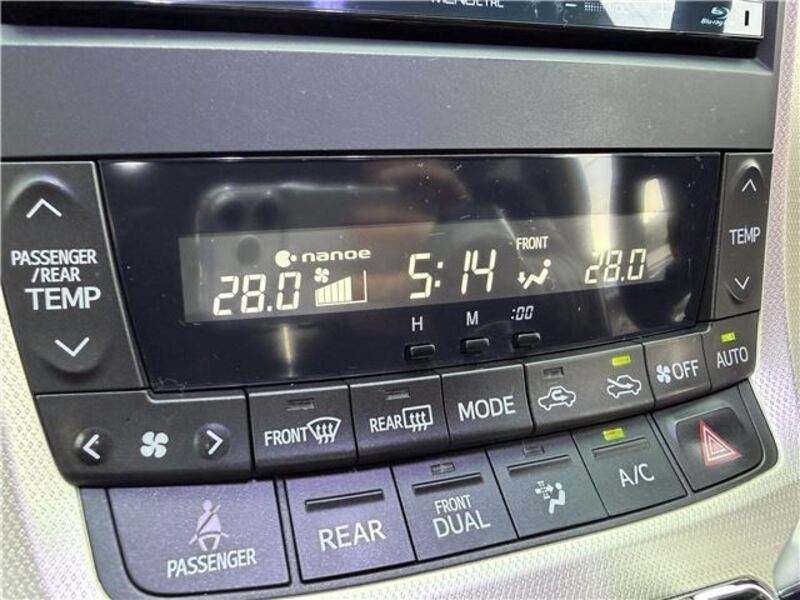 Blu-ray
PASSENGER
/REAR
TEMP
nanoe
28.0
5:14
FRONT
28.0
TEMP
H
M
:00
FRONT
REAR
MODE
OFF
AUTO
PASSENGER
REAR
FRONT
DUAL
A/C